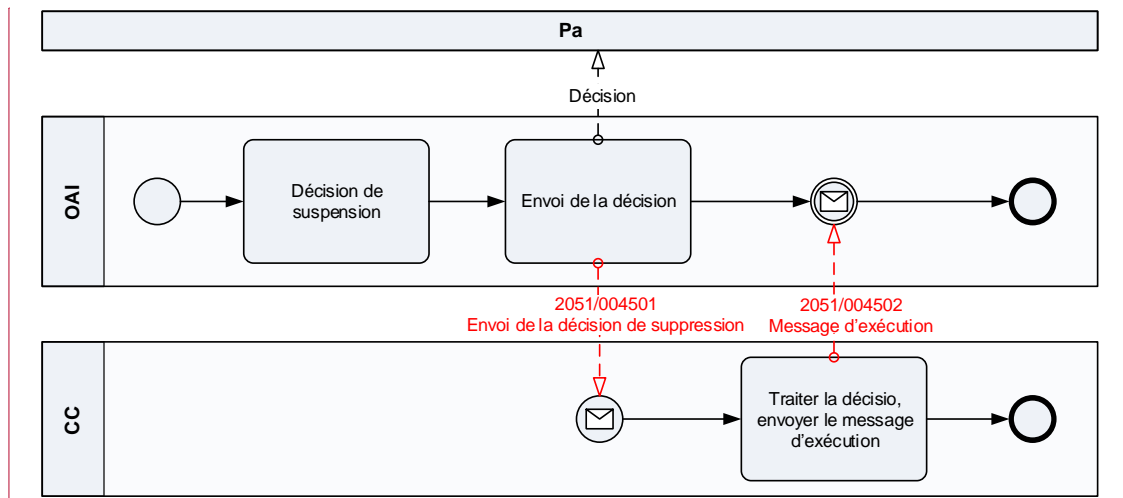 Pa
Décision
OAI
Décision de
suspension
Envoi de la décision
2051/004501
Envoi de la décision de suppression
2051/004502
Message d'exécution
CC
Traiter la décisio,
envoyer le message
d'exécution